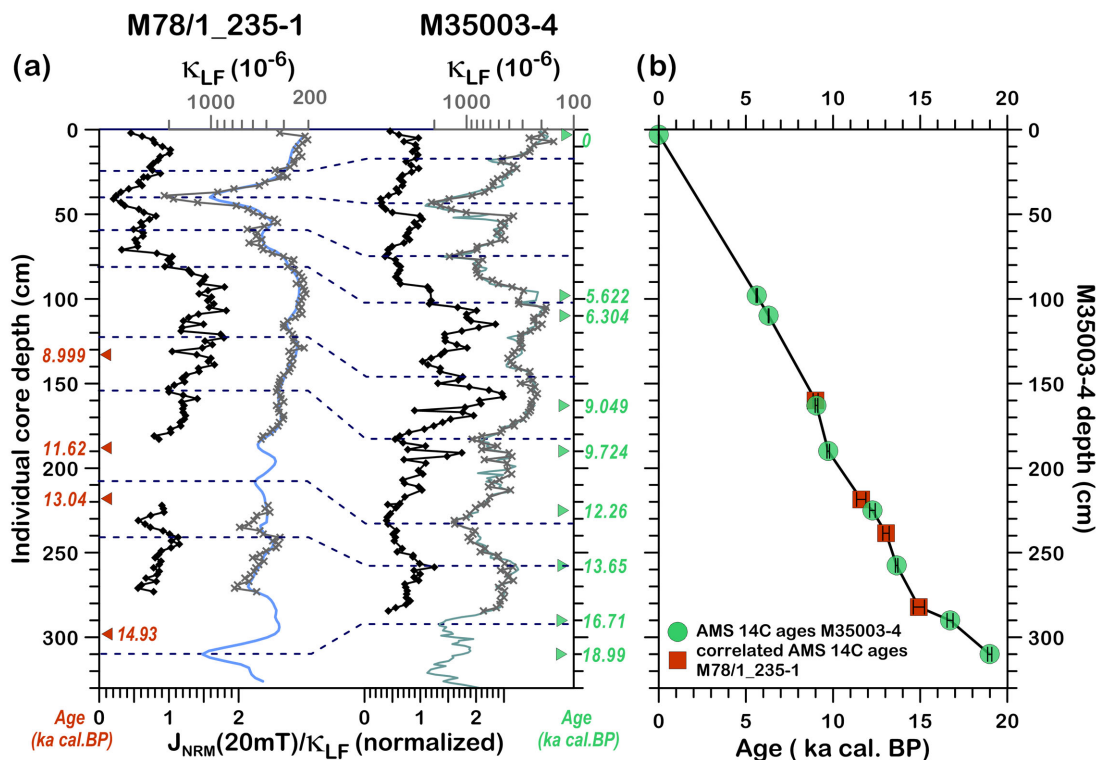 M78/1_235-1
M35003-4
(a)
κLF (10-6)
κLF (10-6)
(b)
1000 200
1000 100
0 5 10 15 20
0
50
100
150
200
250
300
Individual core depth (cm)
8.999
11.62
13.04
14.93
0
5.622
6.304
9.049
9.724
12.26
13.65
16.71
18.99
0
50
100
150
200
250
300
M35003-4 depth (cm)
AMS 14C ages M35003-4
correlated AMS 14C ages
M78/1_235-1
0 1 2
0 1 2
0 5 10 15 20
Age
(ka cal.BP)
JNRM(20mT)/κLF (normalized)
Age
(ka cal.BP)
Age ( ka cal. BP)